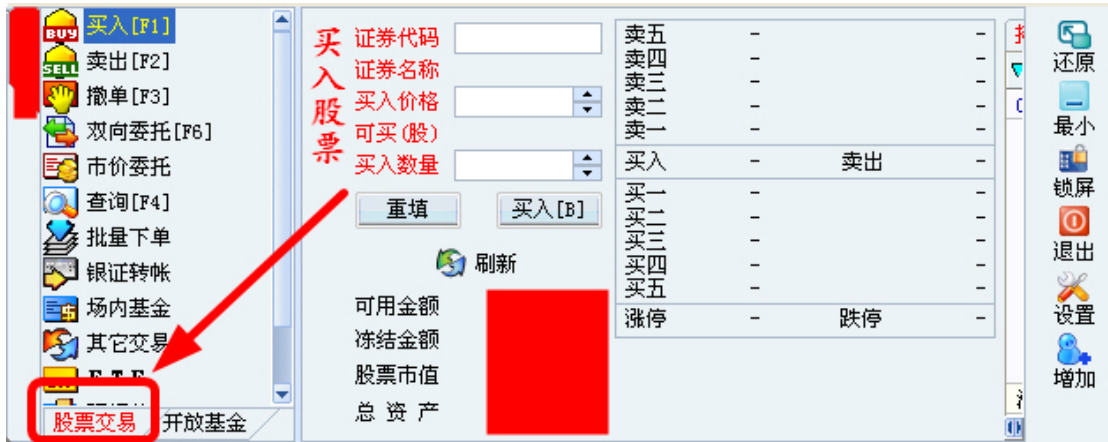 买入[F1]
卖出[F2]
撤单[F3]
双向委托[F6]
市价委托
查询[F4]
批量下单
银证转帐
场内基金
其它交易
股票交易
开放基金
买入股票
证券代码
证券名称
买入价格
可买(股)
买入数量
重填
买入[B]
刷新
可用金额
冻结金额
股票市值
总资产
卖五 - -
卖四 - -
卖三 - -
卖二 - -
卖一 - -
买入 - 卖出 -
买一 - -
买二 - -
买三 - -
买四 - -
买五 - -
涨停 - 跌停 -
还原
最小
锁屏
退出
设置
增加
BUY
SELL